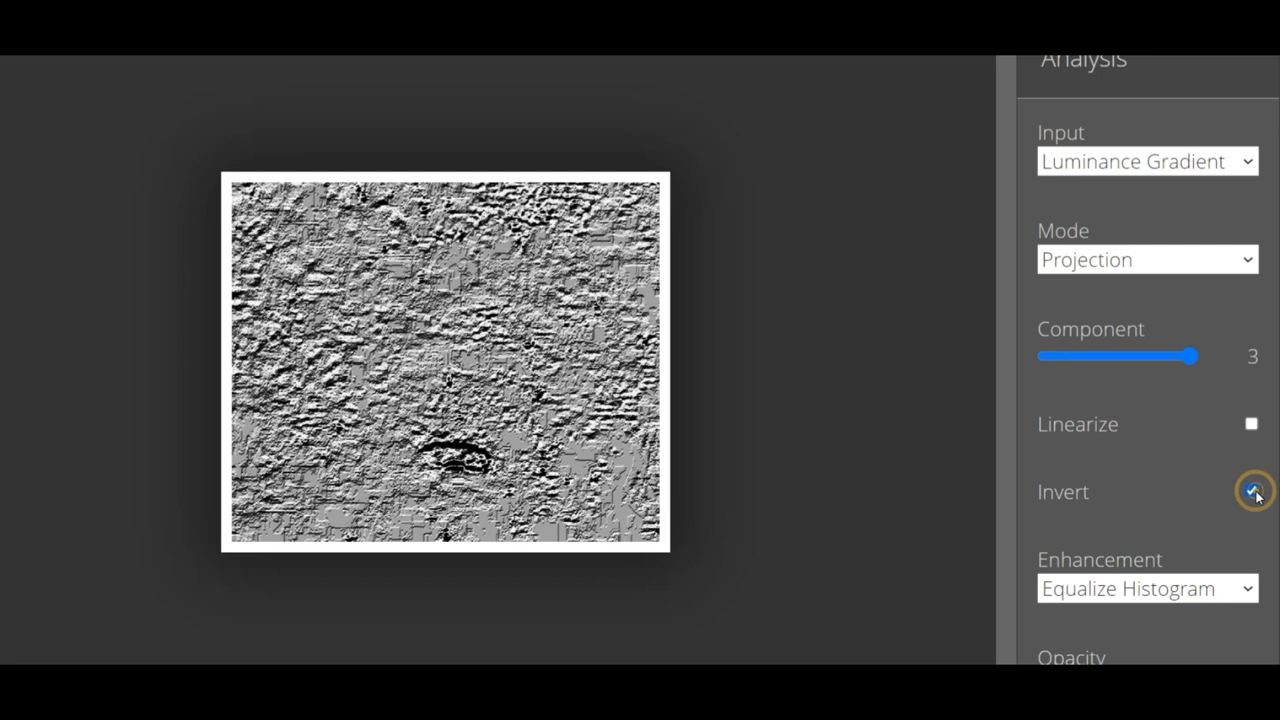 Analysis
Input
Luminance Gradient
Mode
Projection
Component
3
Linearize
Invert
Enhancement
Equalize Histogram
Opacity